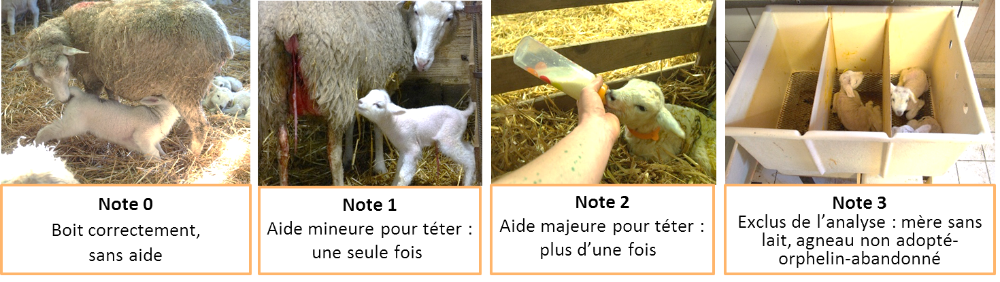 Note 0
Boit correctement,
sans aide
Note 1
Aide mineure pour téter :
une seule fois
Note 2
Aide majeure pour téter :
plus d’une fois
Note 3
Exclus de l’analyse : mère sans
lait, agneau non adopté-
orphelin-abandonné